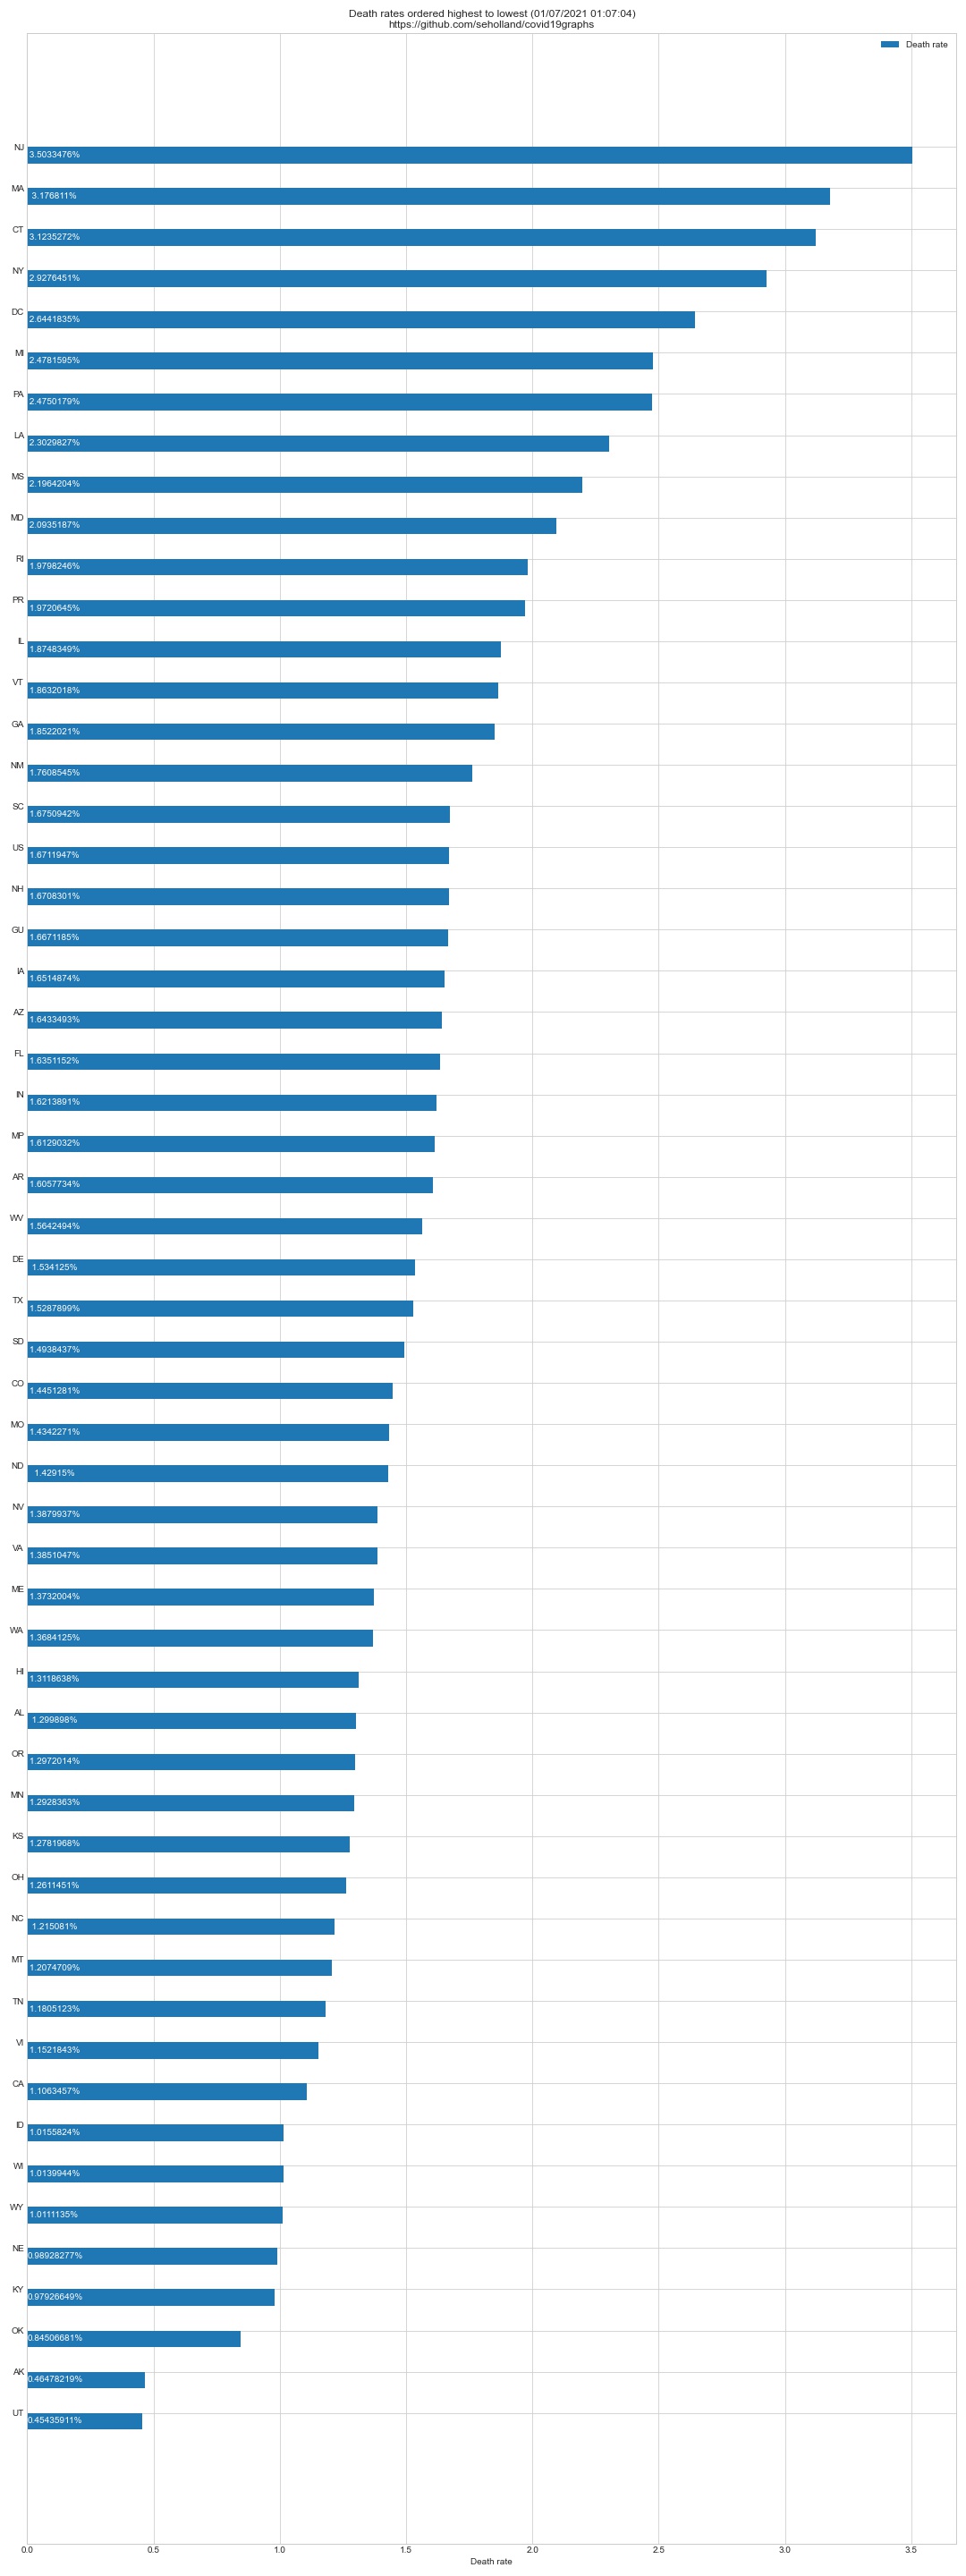 Death rates ordered highest to lowest (01/07/2021 01:07:04)
https://github.com/seholland/covid19graphs
Death rate
NJ 3.5033476%
MA 3.176811%
CT 3.1235272%
NY 2.9276451%
DC 2.6441835%
MI 2.4781595%
PA 2.4750179%
LA 2.3029827%
MS 2.1964204%
MD 2.0935187%
RI 1.9798246%
PR 1.9720645%
IL 1.8748349%
VT 1.8632018%
GA 1.8522021%
NM 1.7608545%
SC 1.6750942%
US 1.6711947%
NH 1.6708301%
GU 1.6671185%
IA 1.6514874%
AZ 1.6433493%
FL 1.6351152%
IN 1.6213891%
MP 1.6129032%
AR 1.6057734%
WV 1.5642494%
DE 1.534125%
TX 1.5287899%
SD 1.4938437%
CO 1.4451281%
MO 1.4342271%
ND 1.42915%
NV 1.3879937%
VA 1.3851047%
ME 1.3732004%
WA 1.3684125%
HI 1.3118638%
AL 1.299898%
OR 1.2972014%
MN 1.2928363%
KS 1.2781968%
OH 1.2611451%
NC 1.215081%
MT 1.2074709%
TN 1.1805123%
VI 1.1521843%
CA 1.1063457%
ID 1.0155824%
WI 1.0139944%
WY 1.0111135%
NE 0.98928277%
KY 0.97926649%
OK 0.84506681%
AK 0.46478219%
UT 0.45435911%
0.0 0.5 1.0 1.5 2.0 2.5 3.0 3.5
Death rate